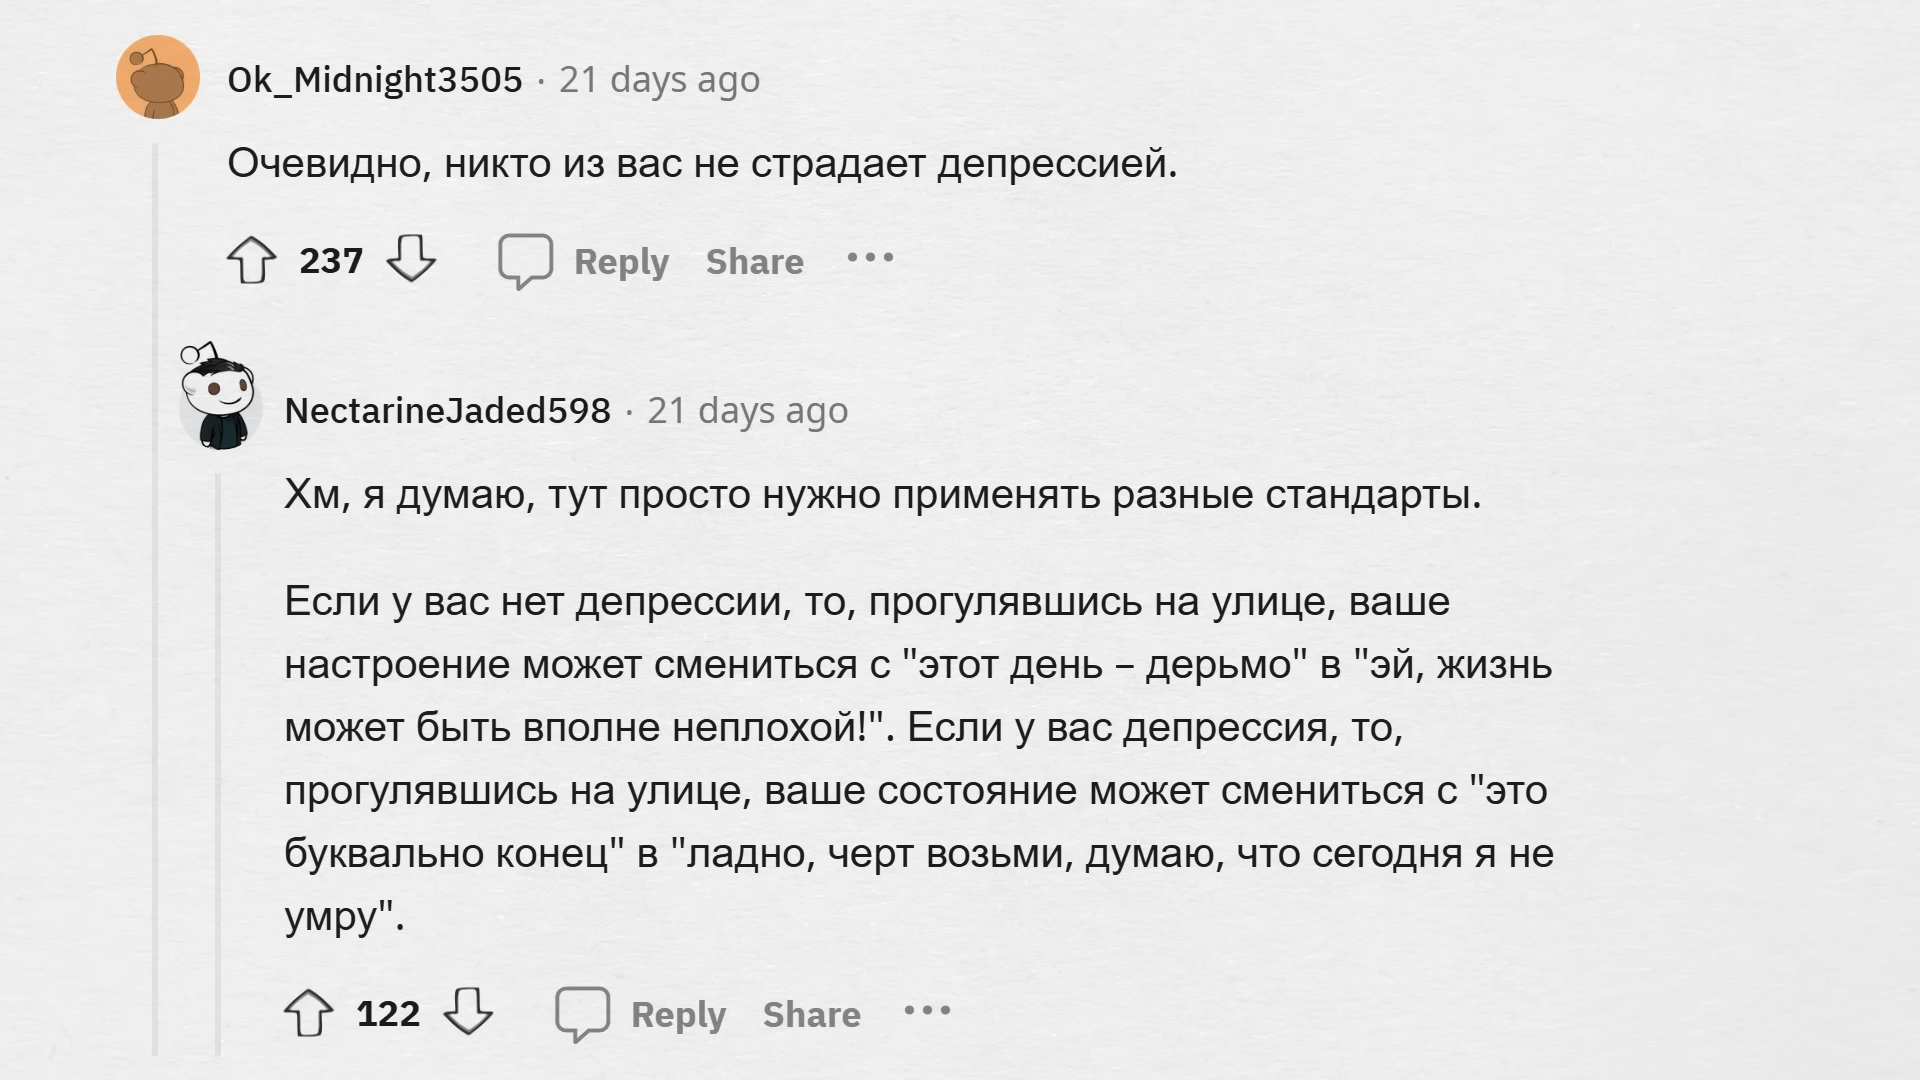 Ok_Midnight3505 · 21 days ago
Очевидно, никто из вас не страдает депрессией.
237 Reply Share •••
NectarineJaded598 · 21 days ago
Хм, я думаю, тут просто нужно применять разные стандарты.
Если у вас нет депрессии, то, прогулявшись на улице, ваше
настроение может смениться с "этот день – дерьмо" в "эй, жизнь
может быть вполне неплохой!". Если у вас депрессия, то,
прогулявшись на улице, ваше состояние может смениться с "это
буквально конец" в "ладно, черт возьми, думаю, что сегодня я не
умру".
122 Reply Share •••